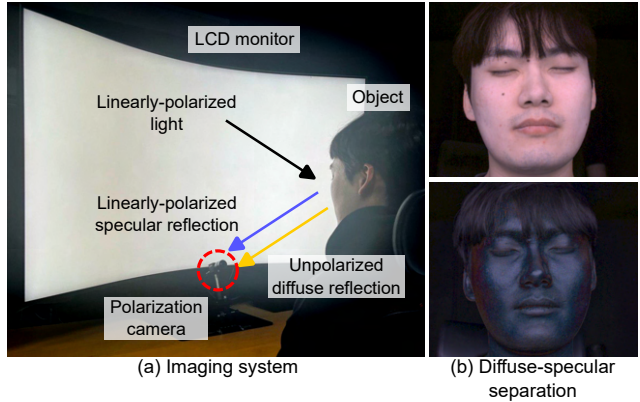 LCD monitor
Linearly-polarized
light
Object
Linearly-polarized
specular reflection
Unpolarized
diffuse reflection
Polarization
camera
(a) Imaging system
(b) Diffuse-specular
separation